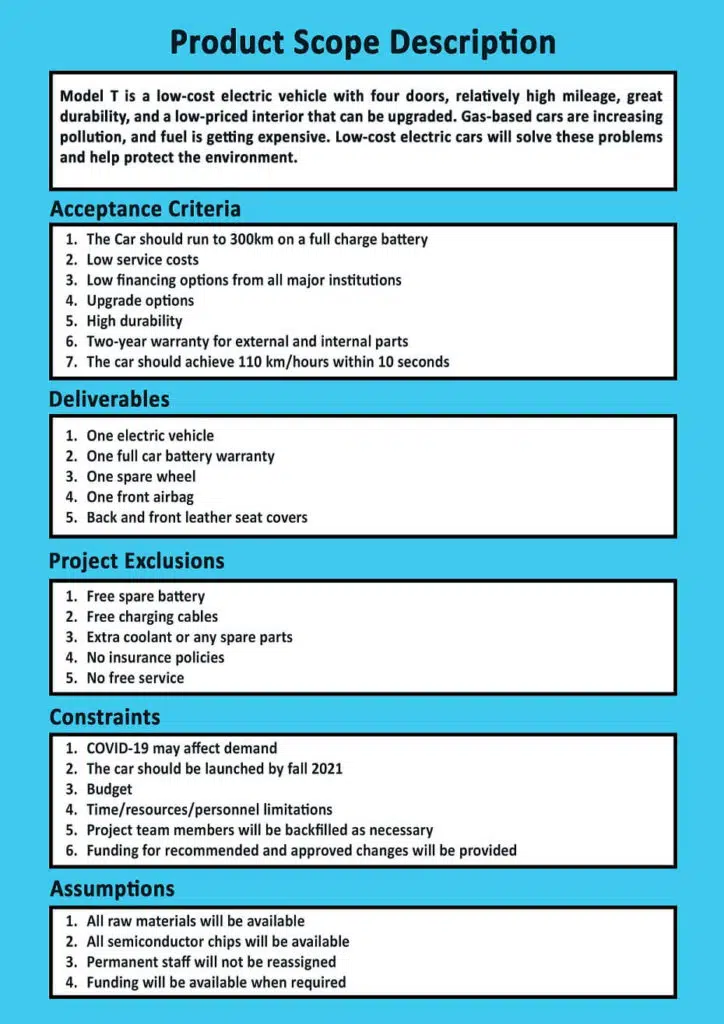 Product Scope Description
Model T is a low-cost electric vehicle with four doors, relatively high mileage, great
durability, and a low-priced interior that can be upgraded. Gas-based cars are increasing
pollution, and fuel is getting expensive. Low-cost electric cars will solve these problems
and help protect the environment.
Acceptance Criteria
1. The Car should run to 300km on a full charge battery
2. Low service costs
3. Low financing options from all major institutions
4. Upgrade options
5. High durability
6. Two-year warranty for external and internal parts
7. The car should achieve 110 km/hours within 10 seconds
Deliverables
1. One electric vehicle
2. One full car battery warranty
3. One spare wheel
4. One front airbag
5. Back and front leather seat covers
Project Exclusions
1. Free spare battery
2. Free charging cables
3. Extra coolant or any spare parts
4. No insurance policies
5. No free service
Constraints
1. COVID-19 may affect demand
2. The car should be launched by fall 2021
3. Budget
4. Time/resources/personnel limitations
5. Project team members will be backfilled as necessary
6. Funding for recommended and approved changes will be provided
Assumptions
1. All raw materials will be available
2. All semiconductor chips will be available
3. Permanent staff will not be reassigned
4. Funding will be available when required